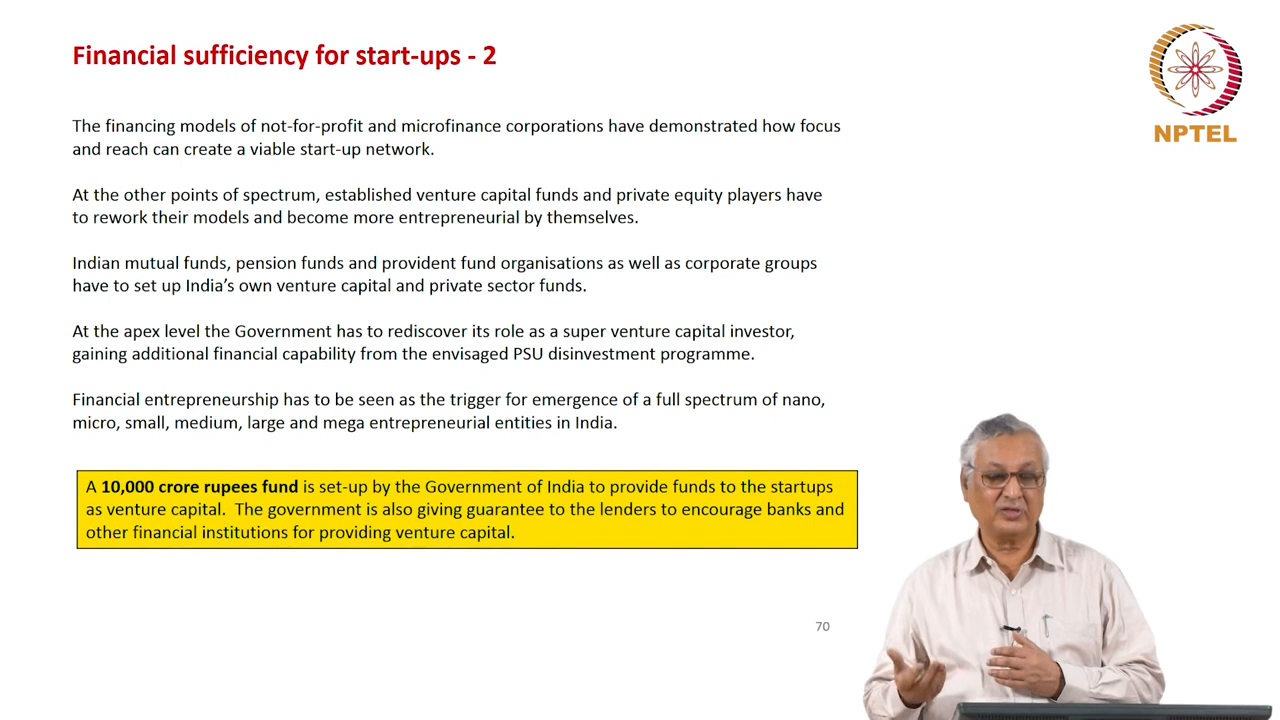 Financial sufficiency for start-ups - 2
NPTEL
The financing models of not-for-profit and microfinance corporations have demonstrated how focus
and reach can create a viable start-up network.
At the other points of spectrum, established venture capital funds and private equity players have
to rework their models and become more entrepreneurial by themselves.
Indian mutual funds, pension funds and provident fund organisations as well as corporate groups
have to set up India's own venture capital and private sector funds.
At the apex level the Government has to rediscover its role as a super venture capital investor,
gaining additional financial capability from the envisaged PSU disinvestment programme.
Financial entrepreneurship has to be seen as the trigger for emergence of a full spectrum of nano,
micro, small, medium, large and mega entrepreneurial entities in India.
A 10,000 crore rupees fund is set-up by the Government of India to provide funds to the startups
as venture capital. The government is also giving guarantee to the lenders to encourage banks and
other financial institutions for providing venture capital.
70